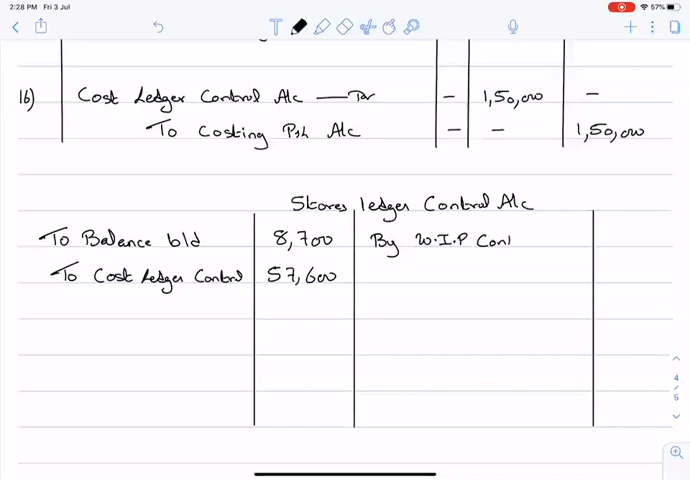 2:28 PM Fri 3 Jul 57%
16) Cost Ledger Control A/c — Dr - 1,50,000 -
To Costing P&L A/c - - 1,50,000
Stores ledger Control A/c
To Balance b/d 8,700 By W.I.P Cont
To Cost Ledger Control 57,600
4
/
5